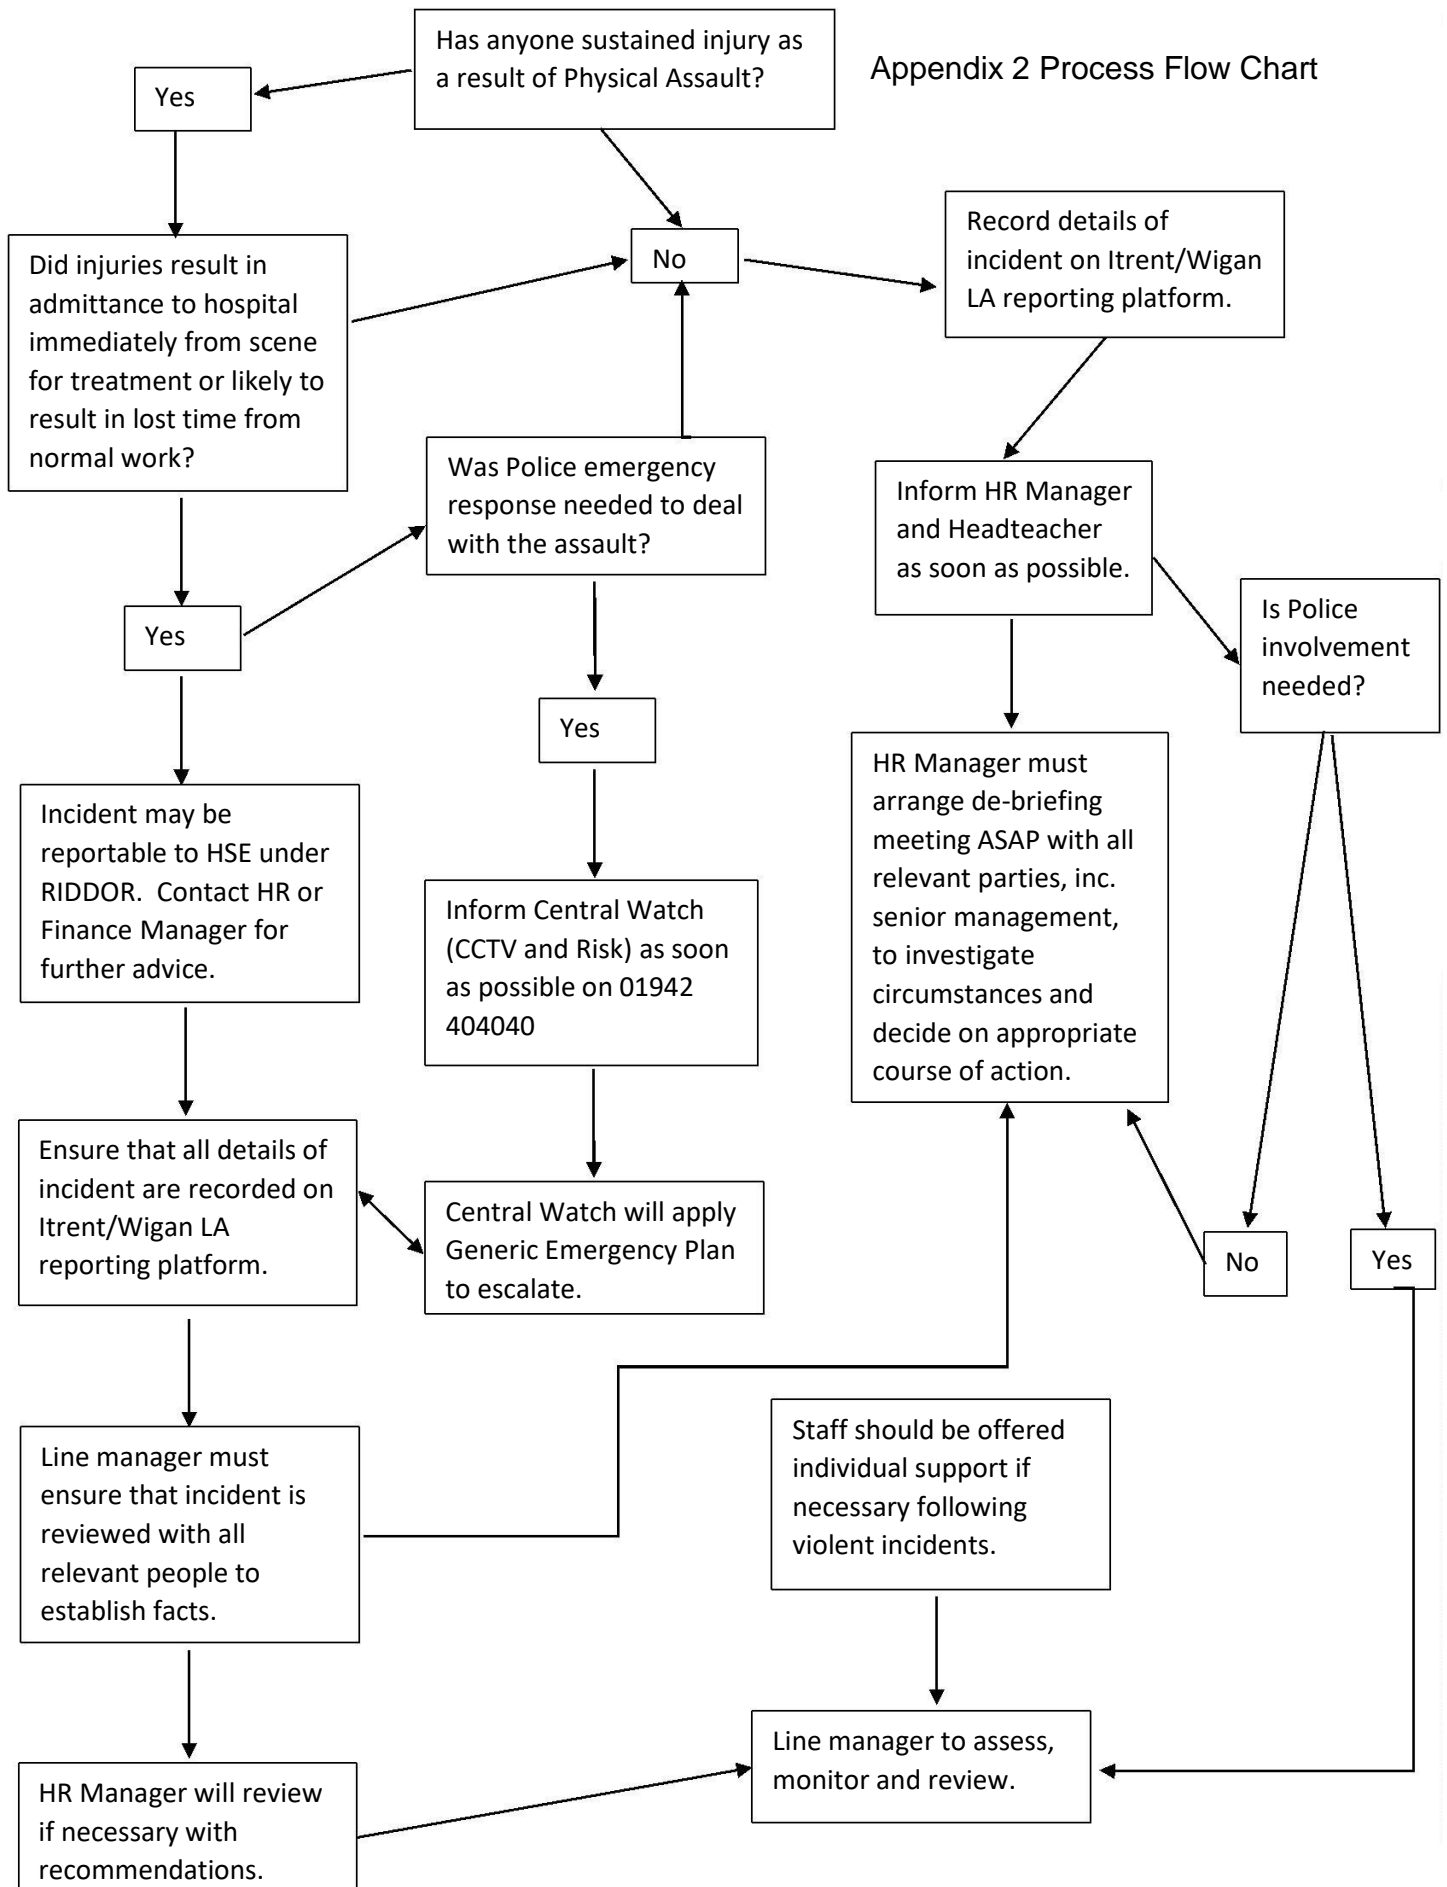 Has anyone sustained injury as
a result of Physical Assault?
Appendix 2 Process Flow Chart
Yes
No
Record details of
incident on Itrent/Wigan
LA reporting platform.
Did injuries result in
admittance to hospital
immediately from scene
for treatment or likely to
result in lost time from
normal work?
Was Police emergency
response needed to deal
with the assault?
Inform HR Manager
and Headteacher
as soon as possible.
Is Police
involvement
needed?
Yes
Yes
Incident may be
reportable to HSE under
RIDDOR.  Contact HR or
Finance Manager for
further advice.
Inform Central Watch
(CCTV and Risk) as soon
as possible on 01942
404040
HR Manager must
arrange de-briefing
meeting ASAP with all
relevant parties, inc.
senior management,
to investigate
circumstances and
decide on appropriate
course of action.
Ensure that all details of
incident are recorded on
Itrent/Wigan LA
reporting platform.
Central Watch will apply
Generic Emergency Plan
to escalate.
No
Yes
Line manager must
ensure that incident is
reviewed with all
relevant people to
establish facts.
Staff should be offered
individual support if
necessary following
violent incidents.
Line manager to assess,
monitor and review.
HR Manager will review
if necessary with
recommendations.